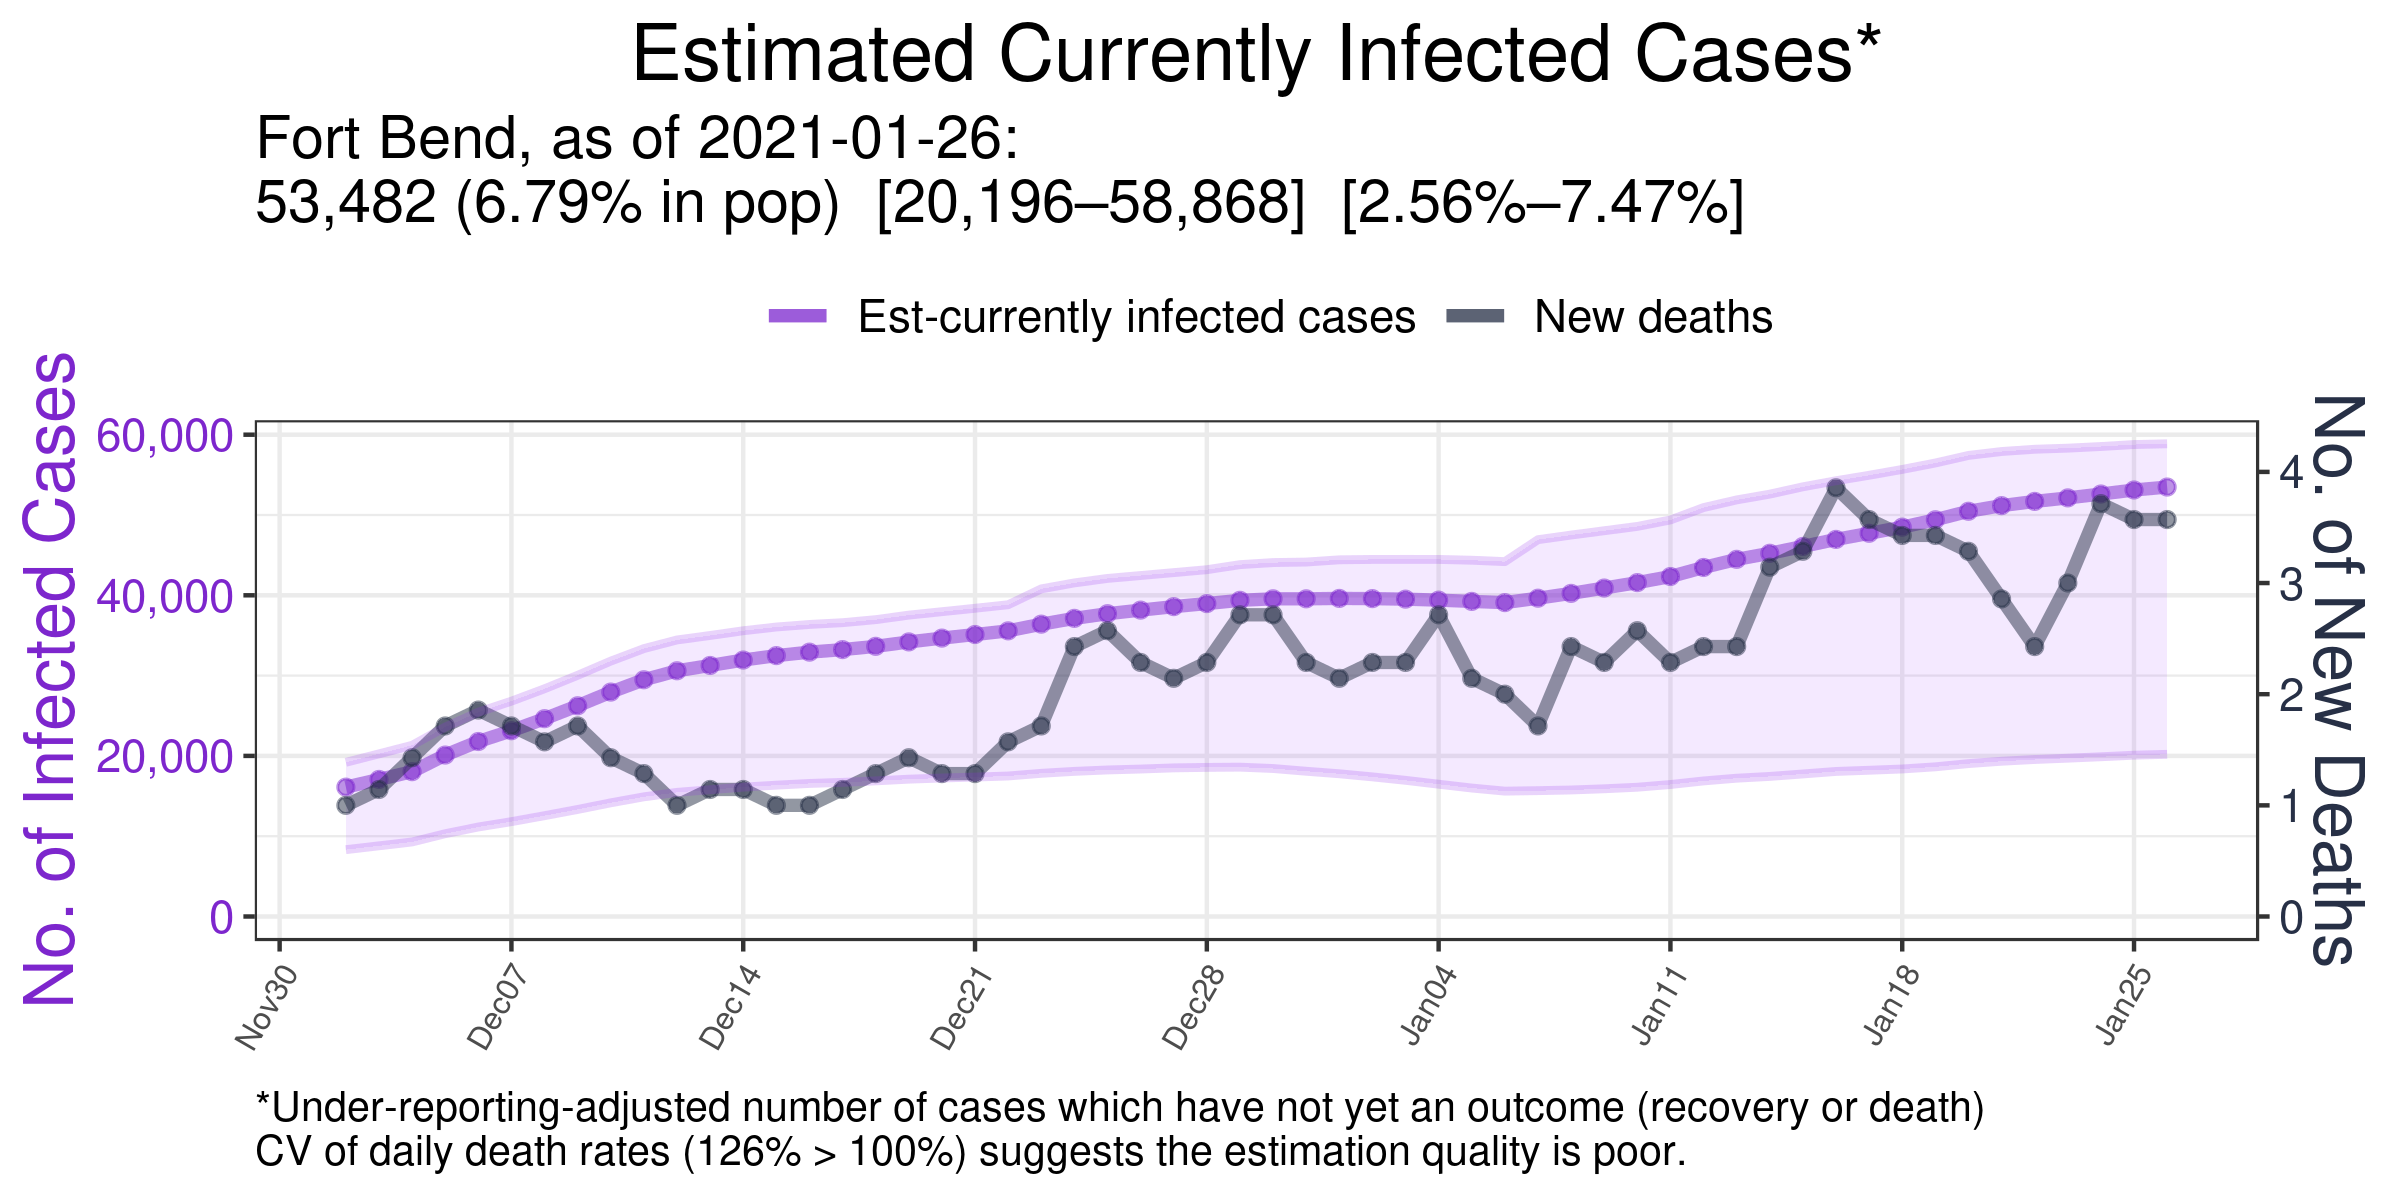 Estimated Currently Infected Cases*
Fort Bend, as of 2021-01-26:
53,482 (6.79% in pop)  [20,196–58,868]  [2.56%–7.47%]
Est-currently infected cases
New deaths
No. of Infected Cases
60,000
40,000
20,000
0
No. of New Deaths
4
3
2
1
0
Nov30
Dec07
Dec14
Dec21
Dec28
Jan04
Jan11
Jan18
Jan25
*Under-reporting-adjusted number of cases which have not yet an outcome (recovery or death)
CV of daily death rates (126% > 100%) suggests the estimation quality is poor.